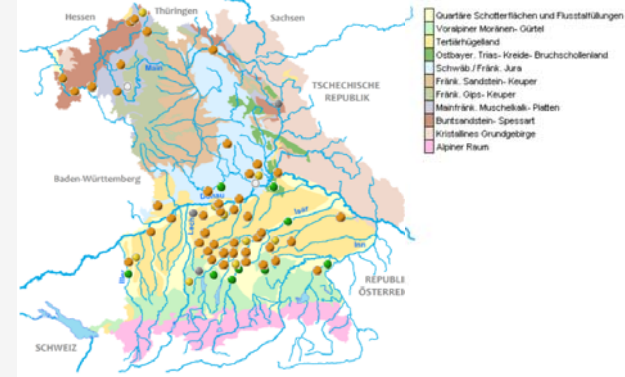 Hessen
Thüringen
Sachsen
Main
TSCHECHISCHE
REPUBLIK
Baden-Württemberg
Donau
Lech
Isar
Inn
Iller
REPUBLI
ÖSTERREI
SCHWEIZ
Quartäre Schotterflächen und Flusstalfüllungen
Voralpiner Moränen- Gürtel
Tertiärhügelland
Ostbayer. Trias- Kreide- Bruchschollenland
Schwäb./Fränk. Jura
Fränk. Sandstein- Keuper
Fränk. Gips- Keuper
Mainfränk. Muschelkalk- Platten
Buntsandstein- Spessart
Kristallines Grundgebirge
Alpiner Raum